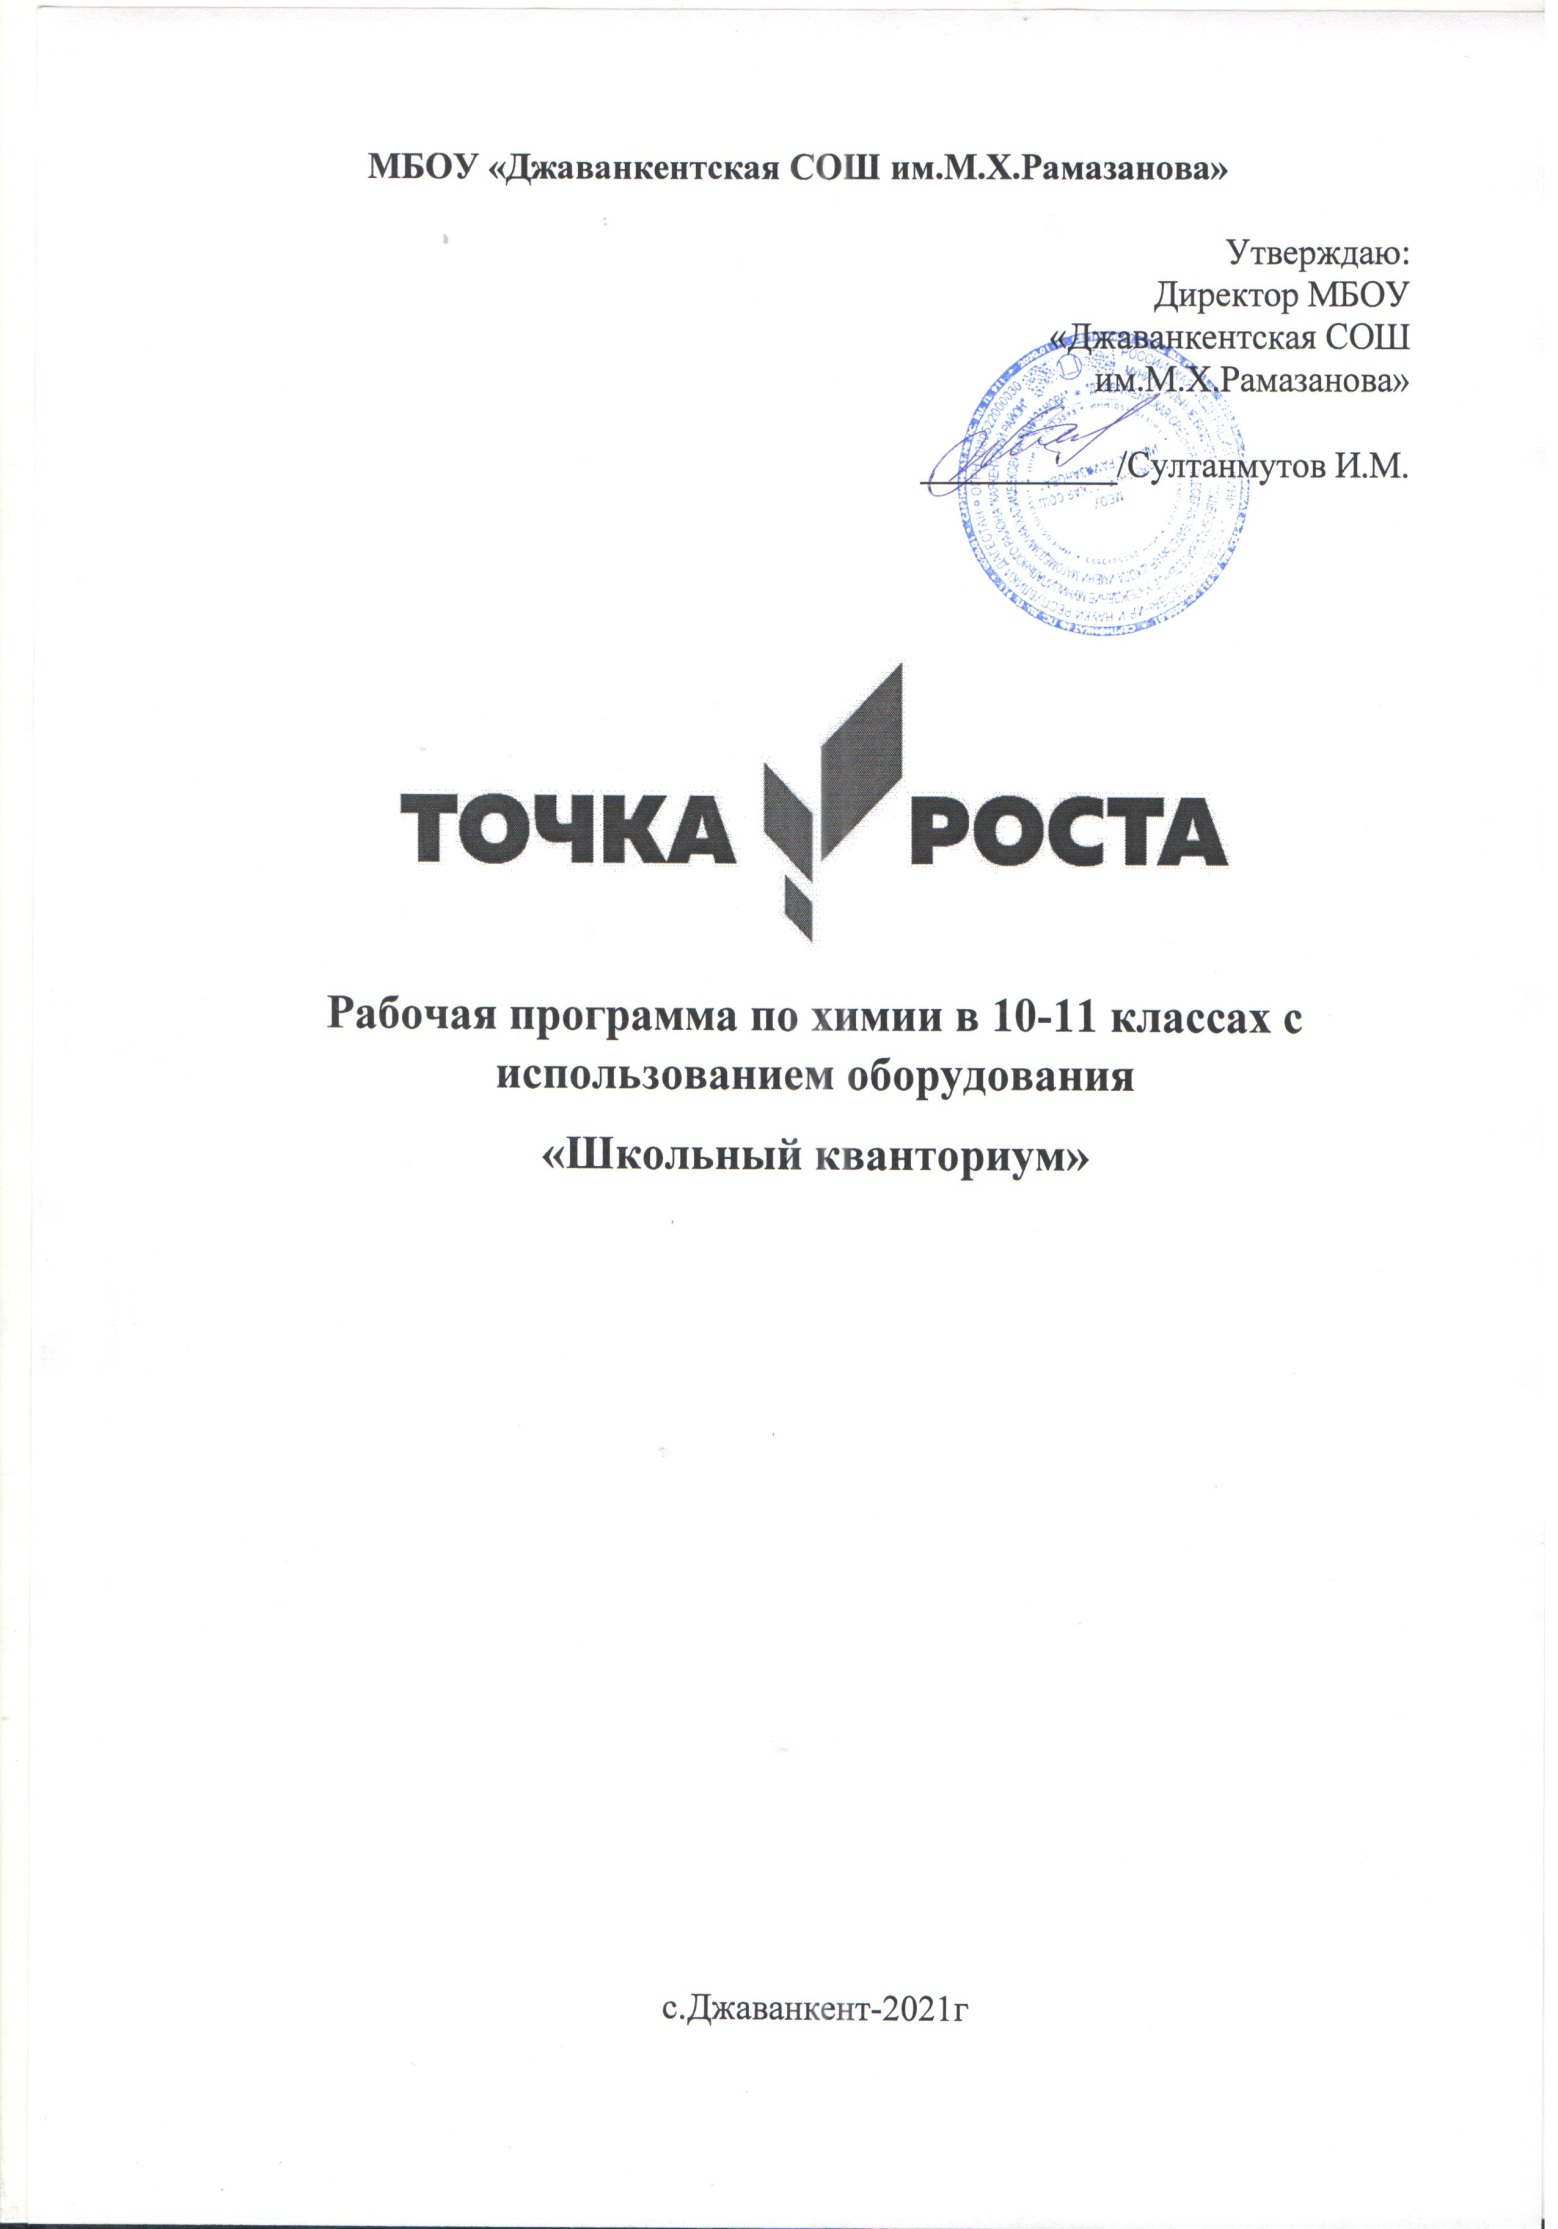 МБОУ «Джаванкентская СОШ им.М.Х.Рамазанова»
Утверждаю:
Директор МБОУ
«Джаванкентская СОШ
им.М.Х.Рамазанова»
/Султанмутов И.М.
ТОЧКА РОСТА
Рабочая программа по химии в 10-11 классах с
использованием оборудования
«Школьный кванториум»
с.Джаванкент-2021г